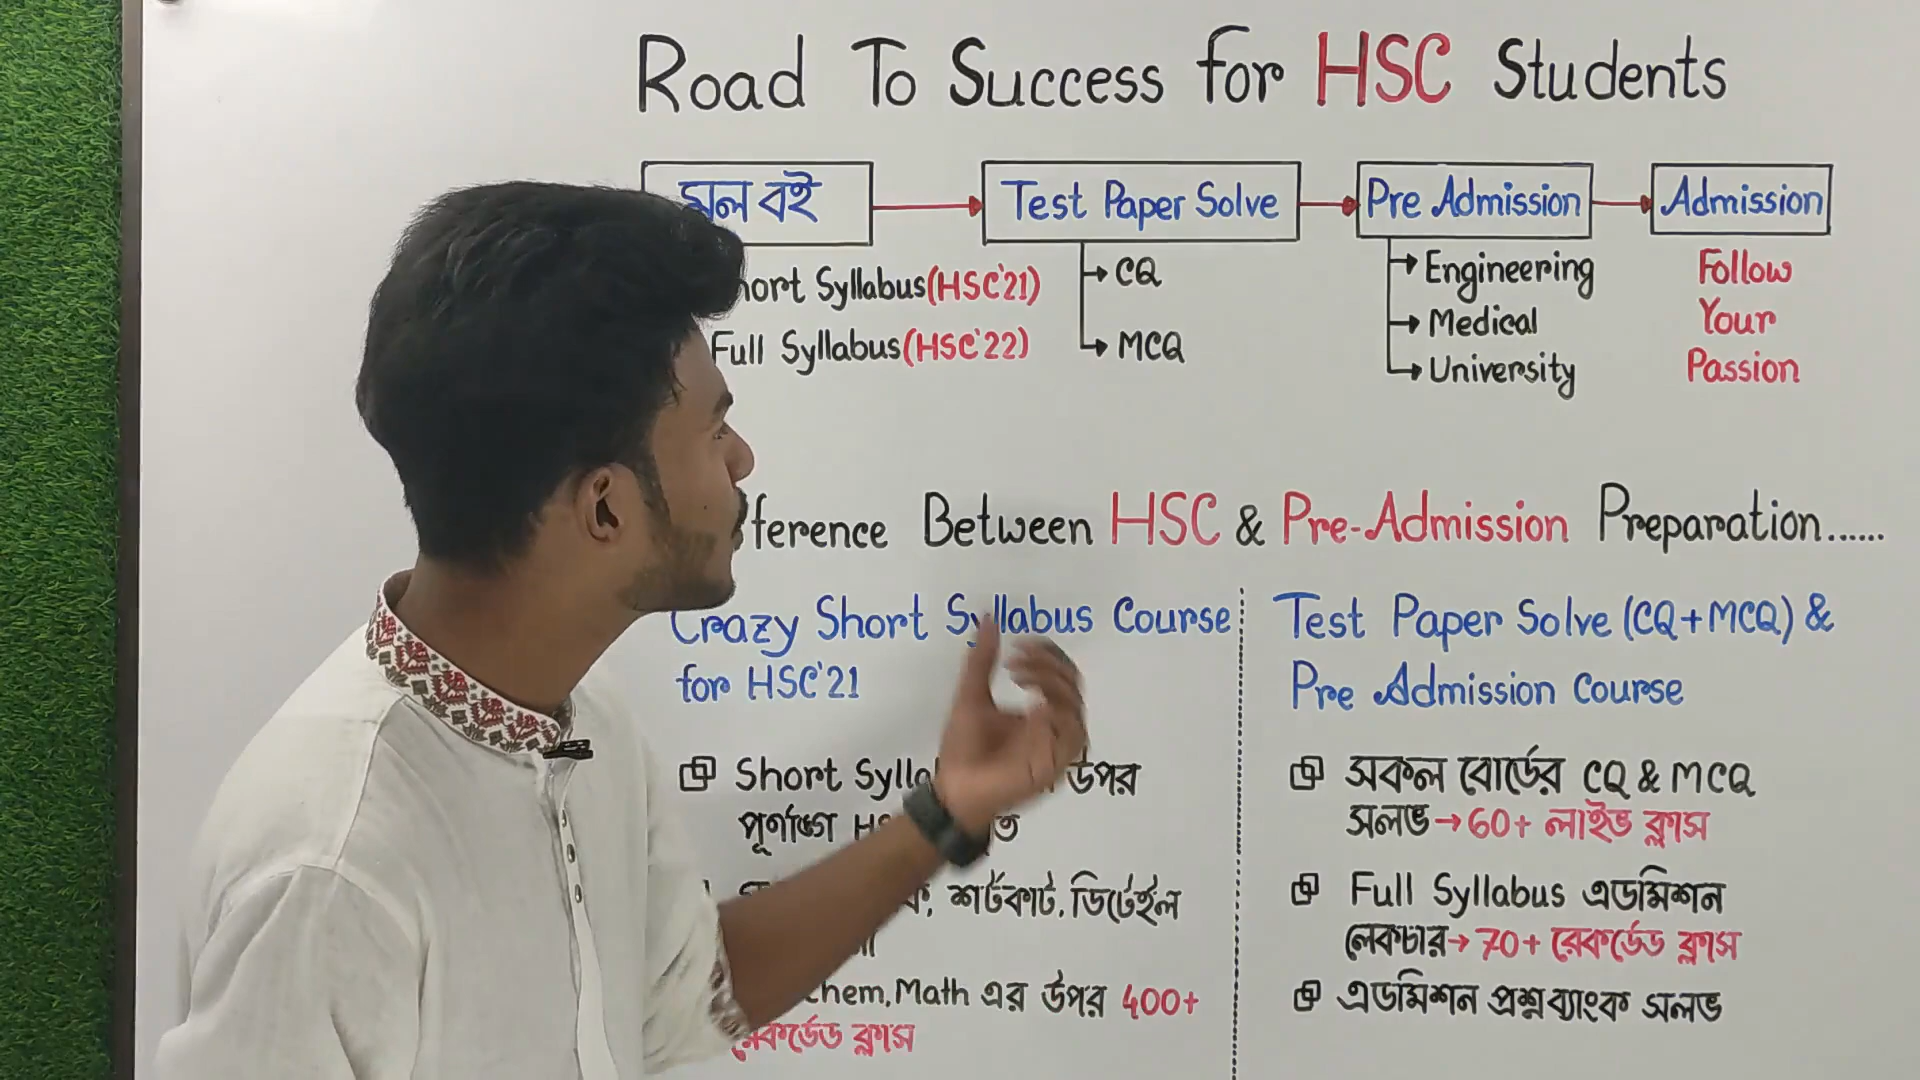 Road To Success for HSC Students
মূল বই
Test Paper Solve
Pre Admission
Admission
Short Syllabus(HSC'21)
Full Syllabus(HSC'22)
CQ
MCQ
Engineering
Medical
University
Follow
Your
Passion
Between HSC & Pre-Admission Preparation......
Crazy Short Syllabus Course
for HSC'21
Short উপর
পূর্ণাঙ্গ
শর্টকাট, ডিটেইল
Math এর উপর 400+
রেকর্ডেড ক্লাস
Test Paper Solve (CQ+MCQ) &
Pre Admission Course
সকল বোর্ডের CQ & MCQ
সলভ→60+ লাইভ ক্লাস
Full Syllabus এডমিশন
লেকচার→70+ রেকর্ডেড ক্লাস
এডমিশন প্রশ্নব্যাংক সলভ